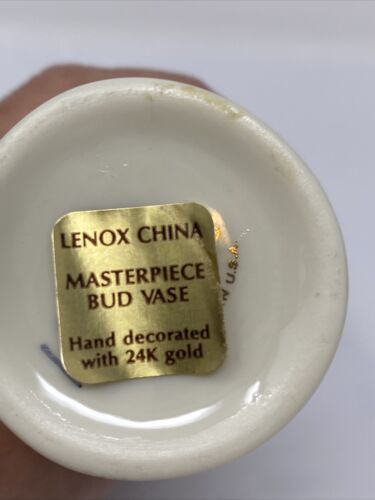 LENOX CHINA
MASTERPIECE
BUD VASE
Hand decorated
with 24K gold
U.S.A.